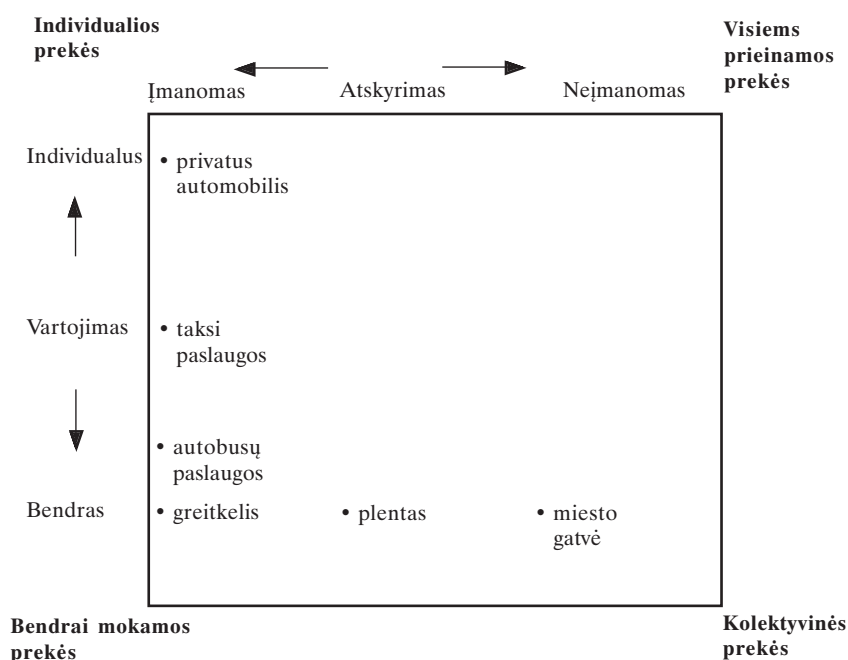 Individualios
prekės
Visiems
prieinamos
prekės
Įmanomas Atskyrimas Neįmanomas
Individualus
• privatus
automobilis
Vartojimas
• taksi
paslaugos
• autobusų
paslaugos
Bendras
• greitkelis • plentas • miesto
gatvė
Bendrai mokamos
prekės
Kolektyvinės
prekės